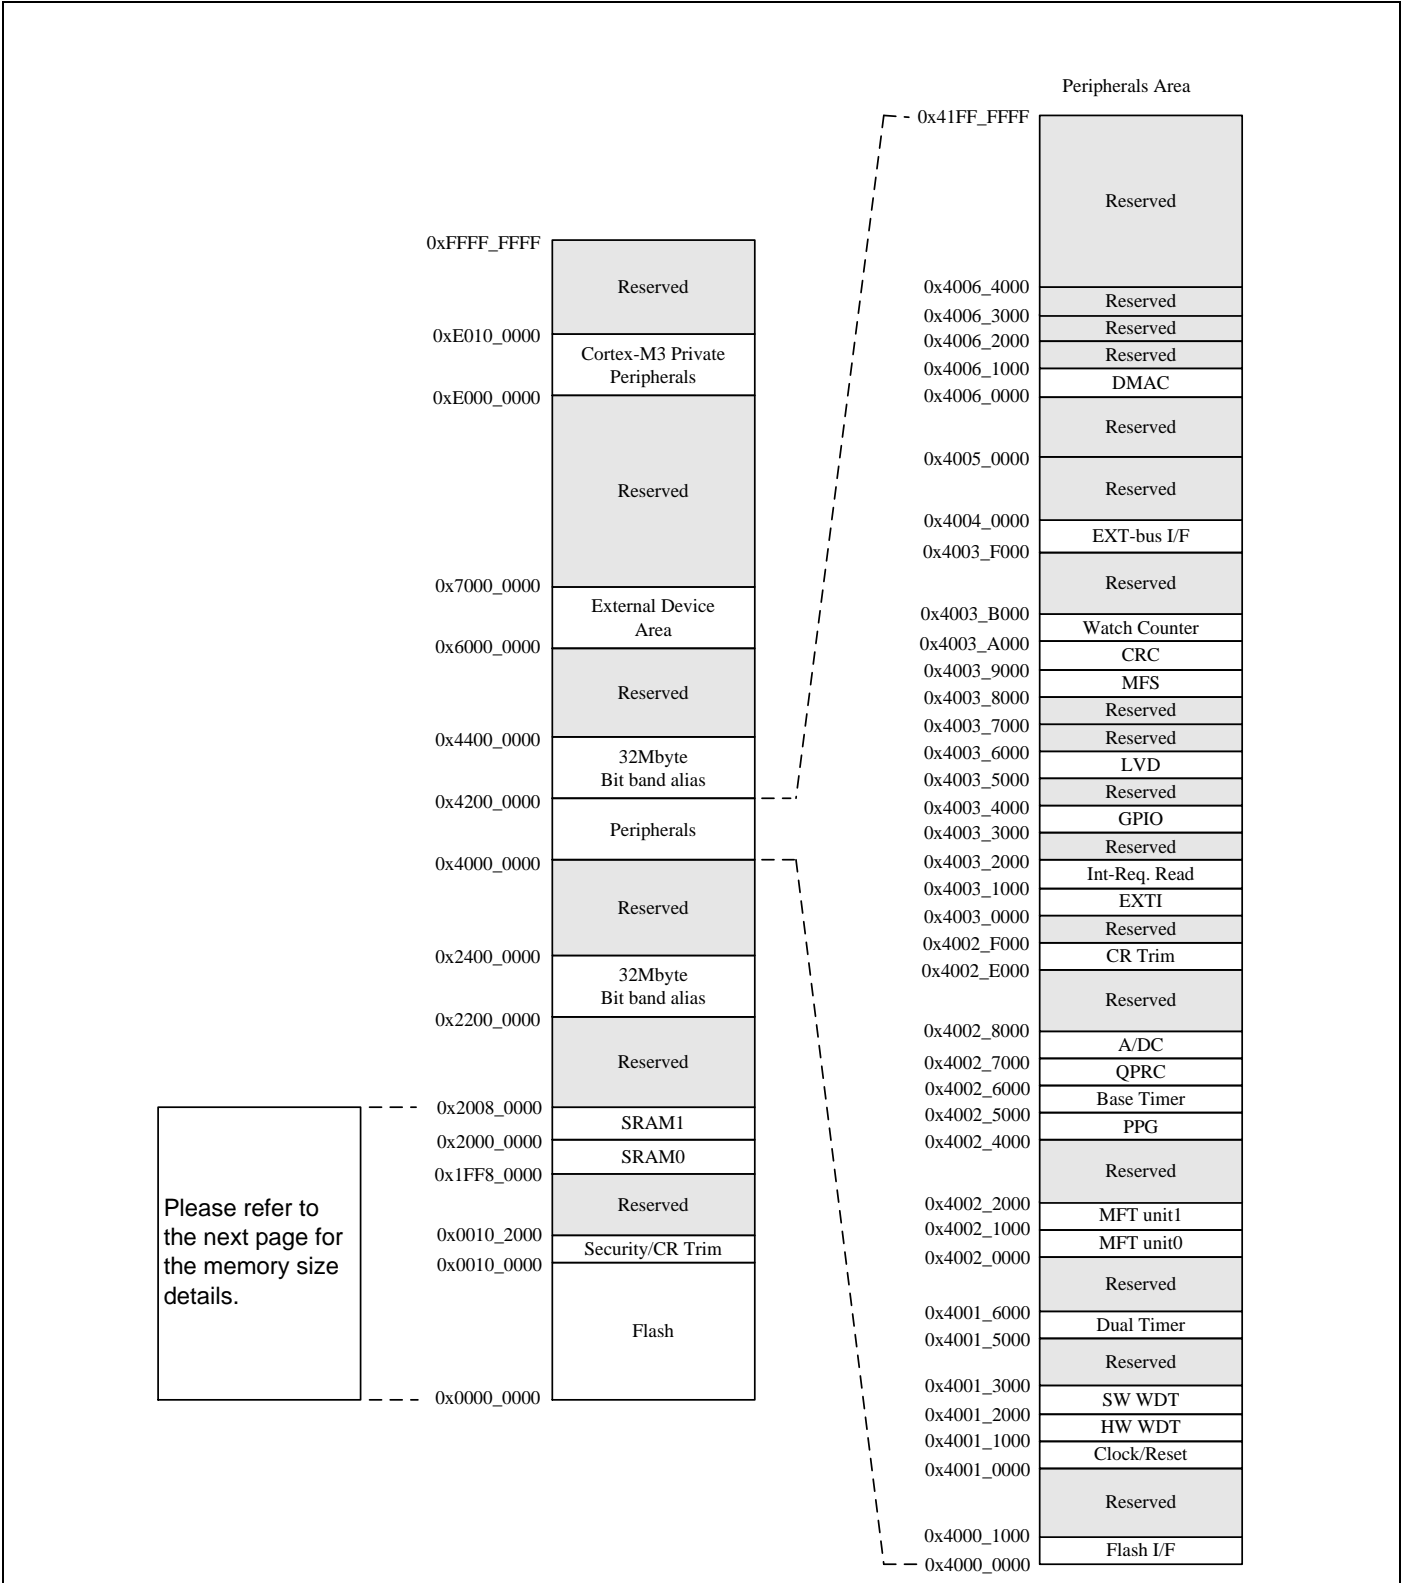 Peripherals Area
0x41FF_FFFF
Reserved
0x4006_4000
Reserved
0x4006_3000
Reserved
0x4006_2000
Reserved
0x4006_1000
DMAC
0x4006_0000
Reserved
0x4005_0000
Reserved
0x4004_0000
EXT-bus I/F
0x4003_F000
Reserved
0x4003_B000
Watch Counter
0x4003_A000
CRC
0x4003_9000
MFS
0x4003_8000
Reserved
0x4003_7000
Reserved
0x4003_6000
LVD
0x4003_5000
Reserved
0x4003_4000
GPIO
0x4003_3000
Reserved
0x4003_2000
Int-Req. Read
0x4003_1000
EXTI
0x4003_0000
Reserved
0x4002_F000
CR Trim
0x4002_E000
Reserved
0x4002_8000
A/DC
0x4002_7000
QPRC
0x4002_6000
Base Timer
0x4002_5000
PPG
0x4002_4000
Reserved
0x4002_2000
MFT unit1
0x4002_1000
MFT unit0
0x4002_0000
Reserved
0x4001_6000
Dual Timer
0x4001_5000
Reserved
0x4001_3000
SW WDT
0x4001_2000
HW WDT
0x4001_1000
Clock/Reset
0x4001_0000
Reserved
0x4000_1000
Flash I/F
0x4000_0000
0xFFFF_FFFF
Reserved
0xE010_0000
Cortex-M3 Private
Peripherals
0xE000_0000
Reserved
0x7000_0000
External Device
Area
0x6000_0000
Reserved
0x4400_0000
32Mbyte
Bit band alias
0x4200_0000
Peripherals
0x4000_0000
Reserved
0x2400_0000
32Mbyte
Bit band alias
0x2200_0000
Reserved
0x2008_0000
SRAM1
0x2000_0000
SRAM0
0x1FF8_0000
Reserved
0x0010_2000
Security/CR Trim
0x0010_0000
Flash
0x0000_0000
Please refer to
the next page for
the memory size
details.